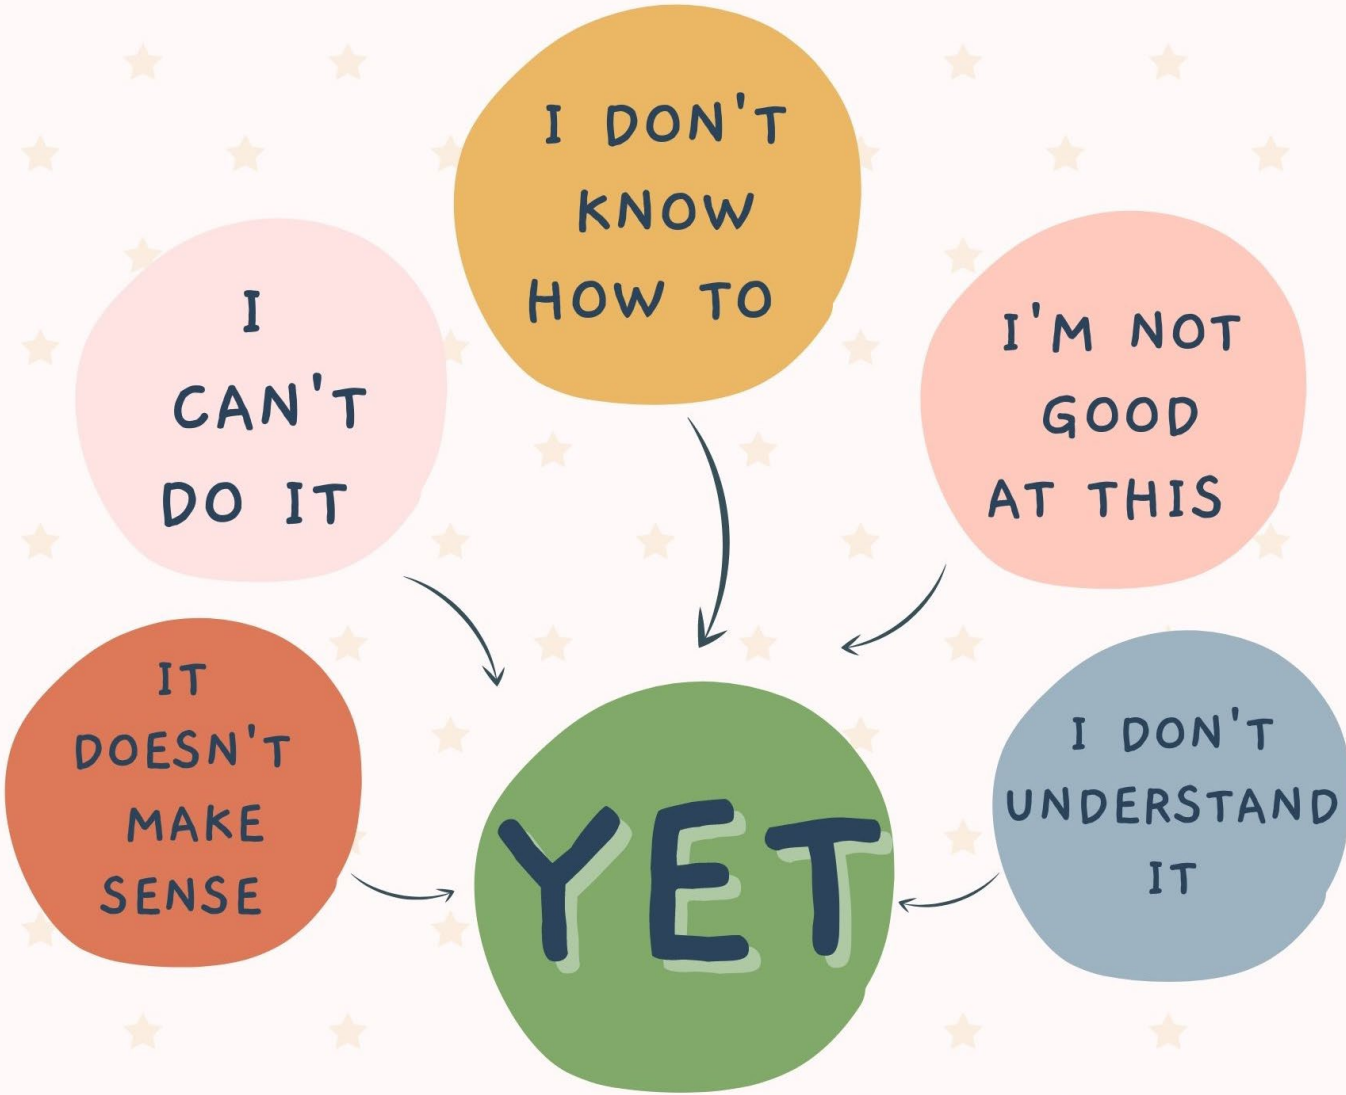 I DON'T
KNOW
HOW TO
I
CAN'T
DO IT
I'M NOT
GOOD
AT THIS
IT
DOESN'T
MAKE
SENSE
I DON'T
UNDERSTAND
IT
YET